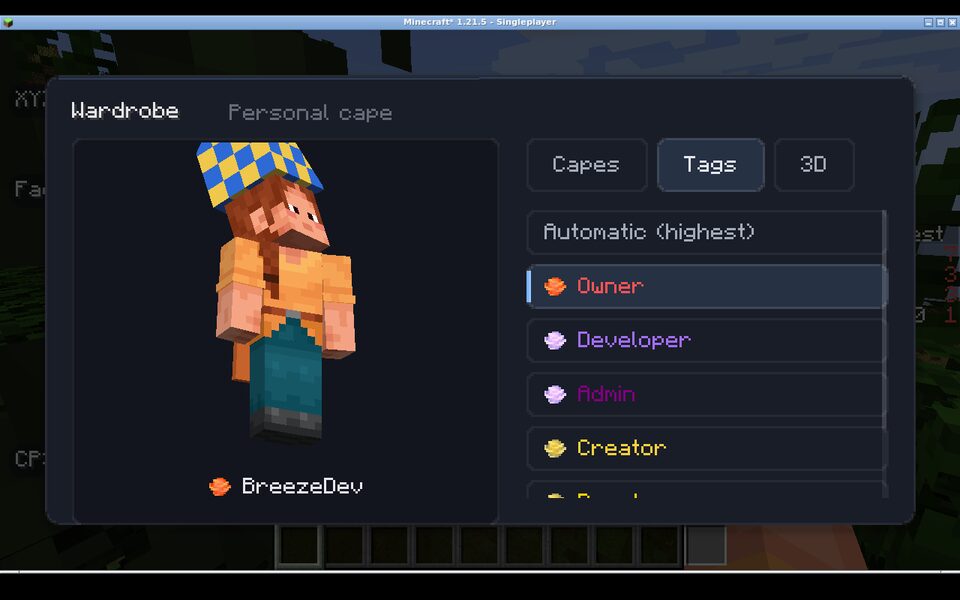 Minecraft* 1.21.5 - Singleplayer
Wardrobe
Personal cape
Capes
Tags
3D
Automatic (highest)
Owner
Developer
Admin
Creator
BreezeDev